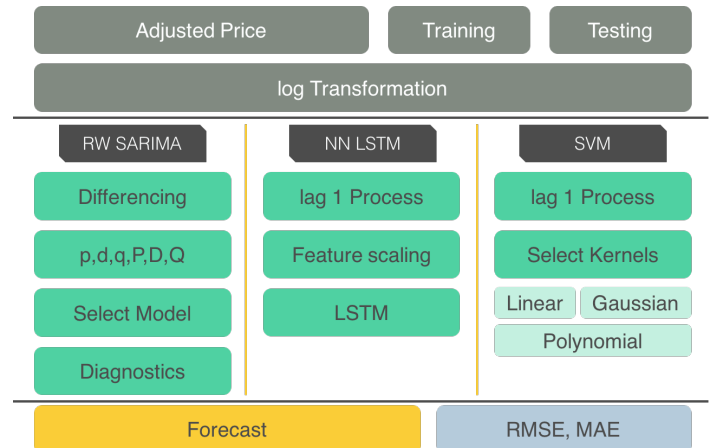 Adjusted Price
Training
Testing
log Transformation
RW SARIMA
NN LSTM
SVM
Differencing
lag 1 Process
lag 1 Process
p,d,q,P,D,Q
Feature scaling
Select Kernels
Select Model
LSTM
Linear
Gaussian
Polynomial
Diagnostics
Forecast
RMSE, MAE